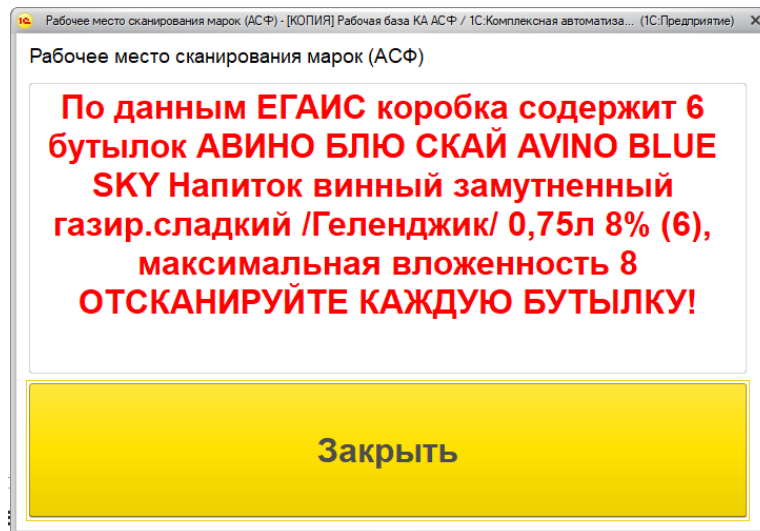 Рабочее место сканирования марок (АСФ) - [КОПИЯ] Рабочая база КА АСФ / 1С:Комплексная автоматиза... (1С:Предприятие)
Рабочее место сканирования марок (АСФ)
По данным ЕГАИС коробка содержит 6
бутылок АВИНО БЛЮ СКАЙ AVINO BLUE
SKY Напиток винный замутненный
газир.сладкий /Геленджик/ 0,75л 8% (6),
максимальная вложенность 8
ОТСКАНИРУЙТЕ КАЖДУЮ БУТЫЛКУ!
Закрыть